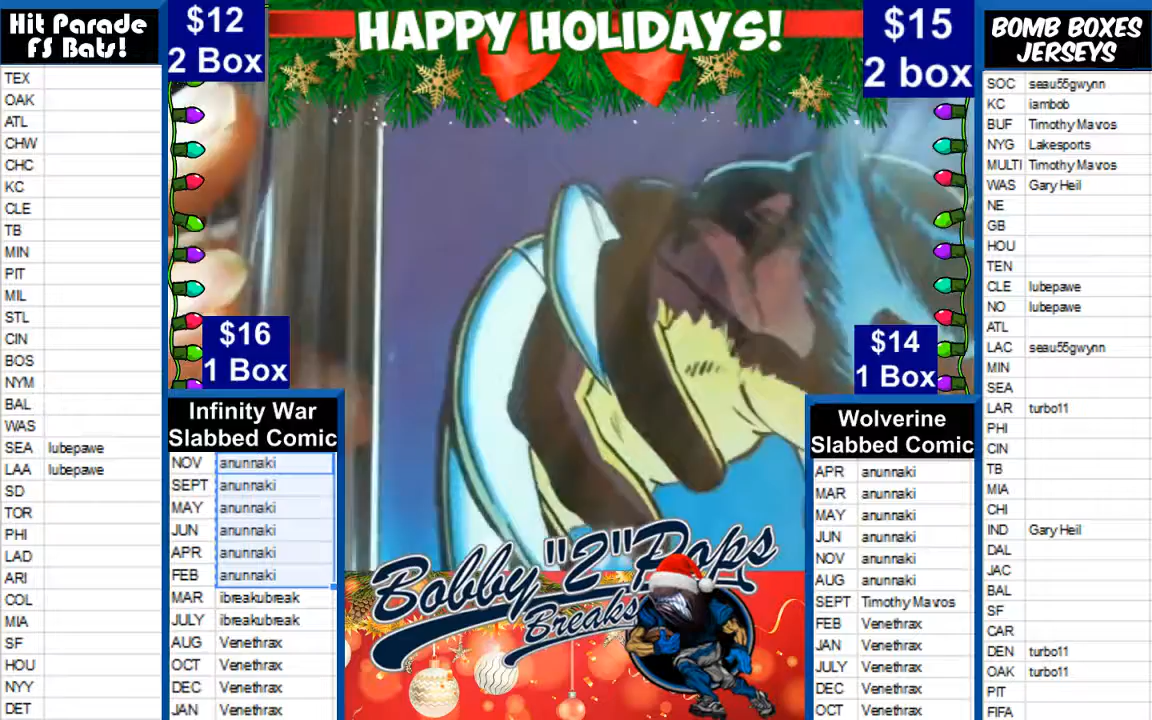 Hit Parade
FS Bats!
TEX
OAK
ATL
CHW
CHC
KC
CLE
TB
MIN
PIT
MIL
STL
CIN
BOS
NYM
BAL
WAS
SEA lubepawe
LAA lubepawe
SD
TOR
PHI
LAD
ARI
COL
MIA
SF
HOU
NYY
DET
$12
2 Box
HAPPY HOLIDAYS!
$15
2 box
$16
1 Box
$14
1 Box
Infinity War
Slabbed Comic
NOV anunnaki
SEPT anunnaki
MAY anunnaki
JUN anunnaki
APR anunnaki
FEB anunnaki
MAR ibreakubreak
JULY ibreakubreak
AUG Venethrax
OCT Venethrax
DEC Venethrax
JAN Venethrax
Bobby "2" Pops
Breaks
Wolverine
Slabbed Comic
APR anunnaki
MAR anunnaki
MAY anunnaki
JUN anunnaki
NOV anunnaki
AUG anunnaki
SEPT Timothy Mavros
FEB Venethrax
JAN Venethrax
JULY Venethrax
DEC Venethrax
OCT Venethrax
BOMB BOXES
JERSEYS
SOC seau55gwynn
KC iambob
BUF Timothy Mavros
NYG Lakesports
MULTI Timothy Mavros
WAS Gary Heil
NE
GB
HOU
TEN
CLE lubepawe
NO lubepawe
ATL
LAC seau55gwynn
MIN
SEA
LAR turbo11
PHI
CIN
TB
MIA
CHI
IND Gary Heil
DAL
JAC
BAL
SF
CAR
DEN turbo11
OAK turbo11
PIT
FIFA